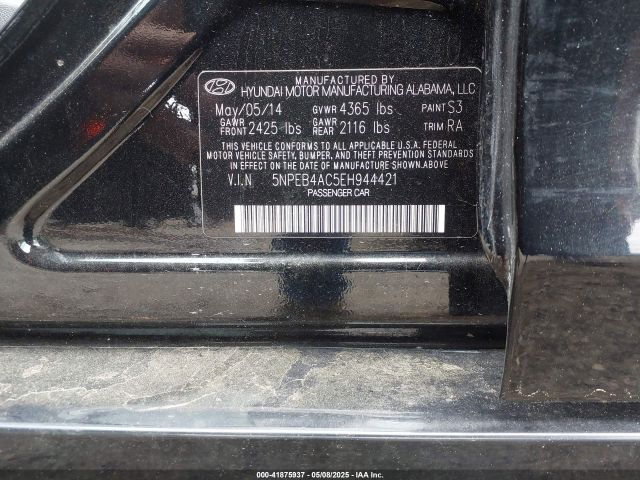 MANUFACTURED BY
HYUNDAI MOTOR MANUFACTURING ALABAMA, LLC
May/05/14 GVWR 4365 lbs PAINT S3
GAWR FRONT 2425 lbs GAWR REAR 2116 lbs TRIM RA
THIS VEHICLE CONFORMS TO ALL APPLICABLE U.S.A. FEDERAL
MOTOR VEHICLE SAFETY, BUMPER, AND THEFT PREVENTION STANDARDS
IN EFFECT ON THE DATE OF MANUFACTURE SHOWN ABOVE.
V.I.N 5NPEB4AC5EH944421
PASSENGER CAR
000-41875937 - 05/08/2025 - IAAI.COM